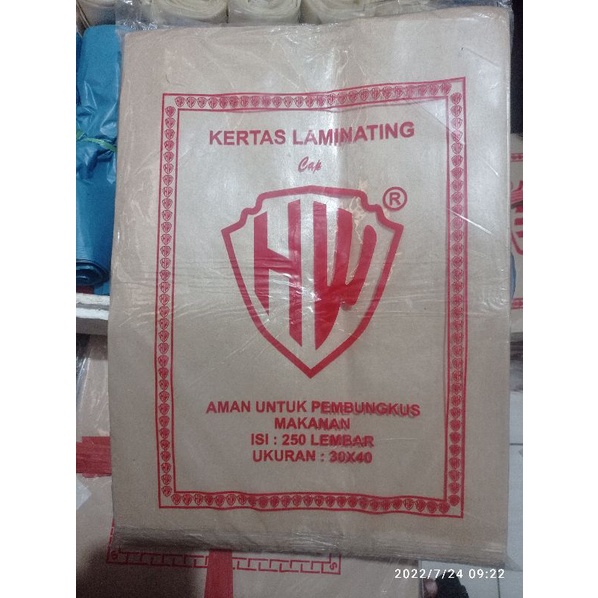 KERTAS LAMINATING
Cap
HW®
AMAN UNTUK PEMBUNGKUS
MAKANAN
ISI : 250 LEMBAR
UKURAN : 30X40
2022/7/24 09:22